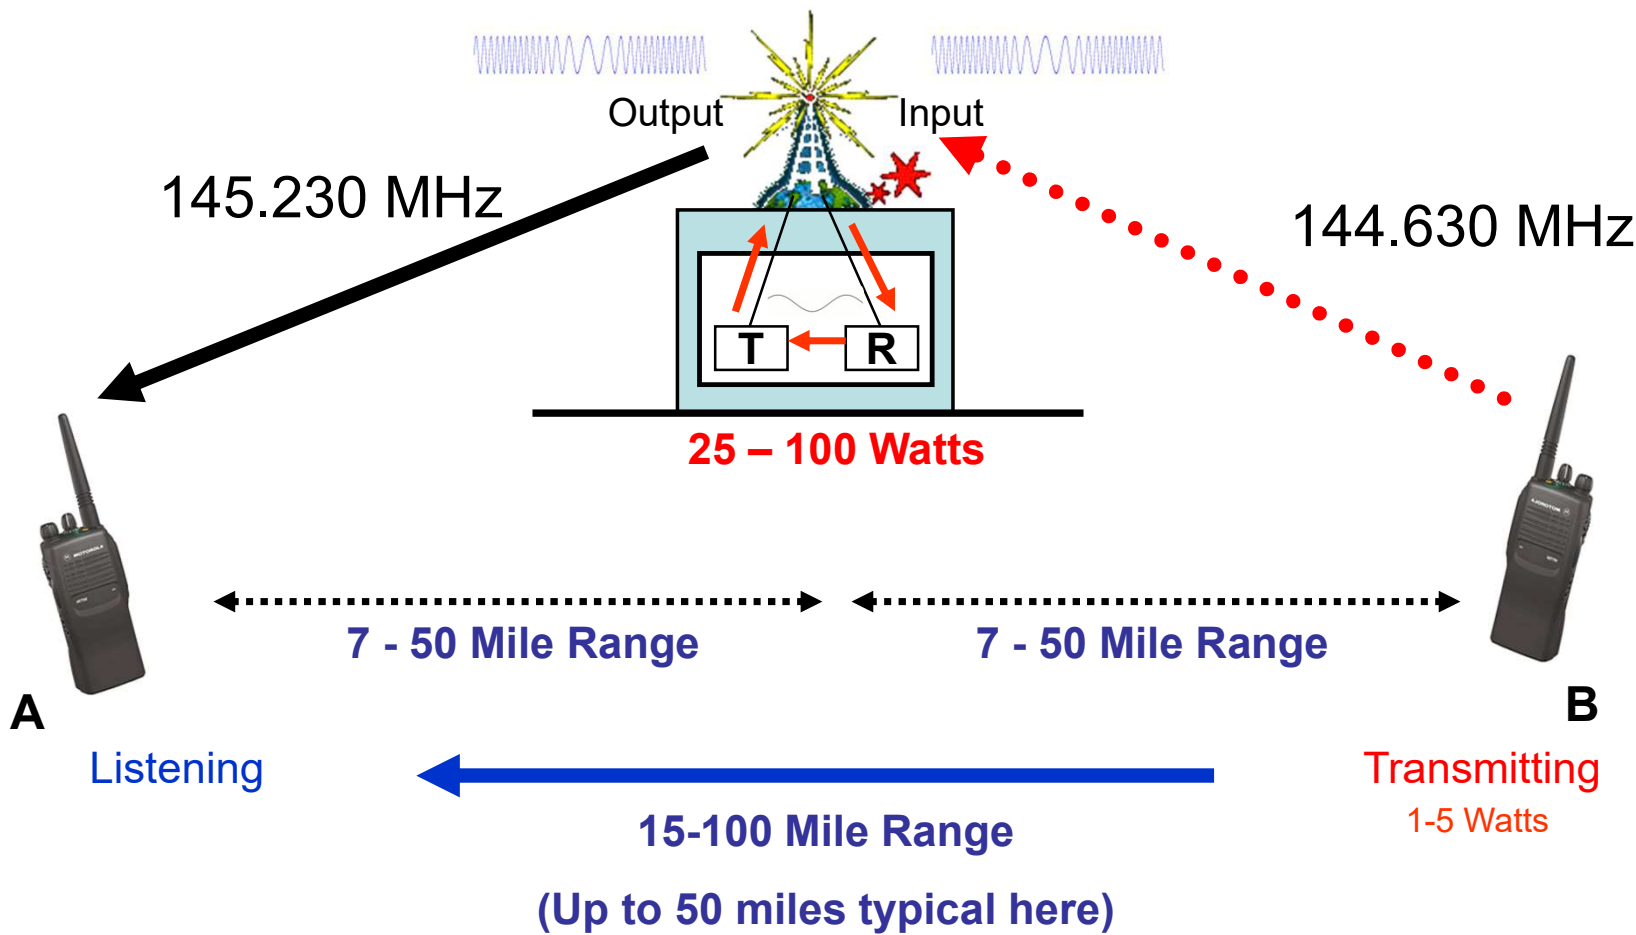 Output
Input
145.230 MHz
144.630 MHz
T
R
25 – 100 Watts
MOTOROLA
7 - 50 Mile Range
7 - 50 Mile Range
A
B
Listening
Transmitting
1-5 Watts
15-100 Mile Range
(Up to 50 miles typical here)